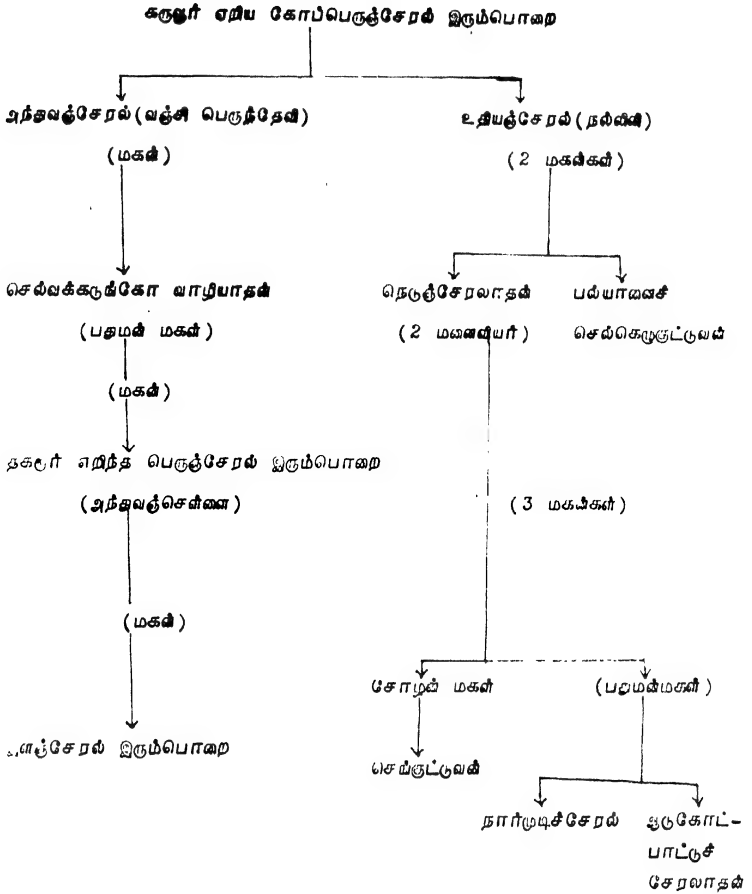 கருவூர் ஏறிய கோப்பெருஞ்சேரல் இரும்பொறை
அந்துவஞ்சேரல் (வஞ்சி பெருந்தேவி)
(மகன்)
உதியஞ்சேரல் (நல்லினி)
(2 மகன்கள்)
செல்வக்கடுங்கோ வாழியாதன்
(பதுமன் மகள்)
(மகன்)
நெடுஞ்சேரலாதன்
(2 மனைவியர்)
பல்யானைச்
செல்கெழுகுட்டுவன்
தகடூர் எறிந்த பெருஞ்சேரல் இரும்பொறை
(அந்துவஞ்செள்ளை)
(3 மகன்கள்)
(மகன்)
இளஞ்சேரல் இரும்பொறை
சோழன் மகள்
(பதுமன்மகள்)
செங்குட்டுவன்
நார்முடிச்சேரல்
ஆடுகோட்-
பாட்டுச்
சேரலாதன்